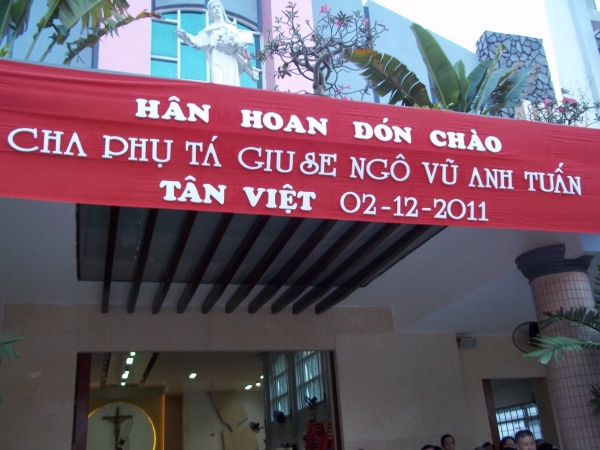 HÂN HOAN ĐÓN CHÀO
CHA PHỤ TÁ GIUSE NGÔ VŨ ANH TUẤN
TÂN VIỆT 02-12-2011